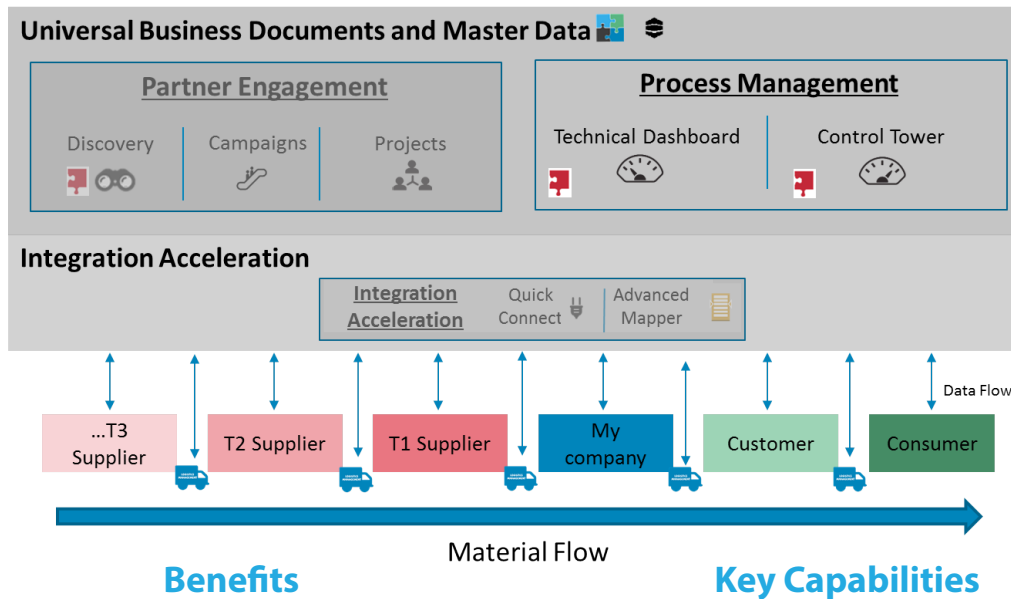 Universal Business Documents and Master Data
Partner Engagement
Discovery
Campaigns
Projects
Process Management
Technical Dashboard
Control Tower
Integration Acceleration
Integration
Acceleration
Quick
Connect
Advanced
Mapper
Data Flow
...T3
Supplier
T2 Supplier
T1 Supplier
My
company
Customer
Consumer
Material Flow
Benefits
Key Capabilities